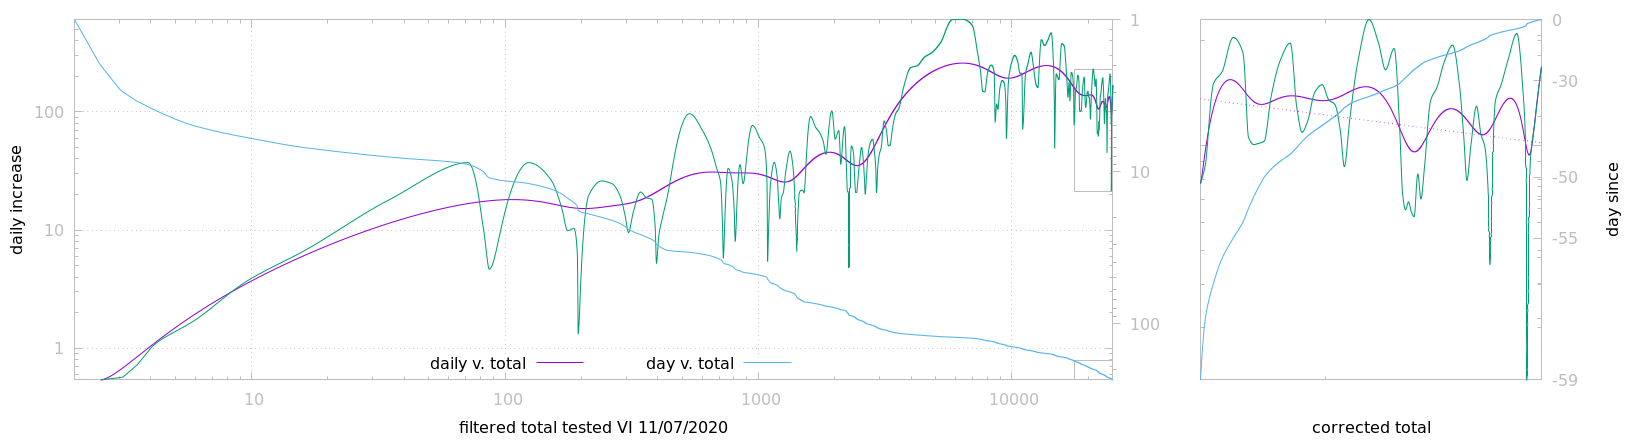 daily increase
100
10
1
1
10
100
daily v. total
day v. total
10
100
1000
10000
filtered total tested VI 11/07/2020
0
-30
-50
-55
-59
day since
corrected total